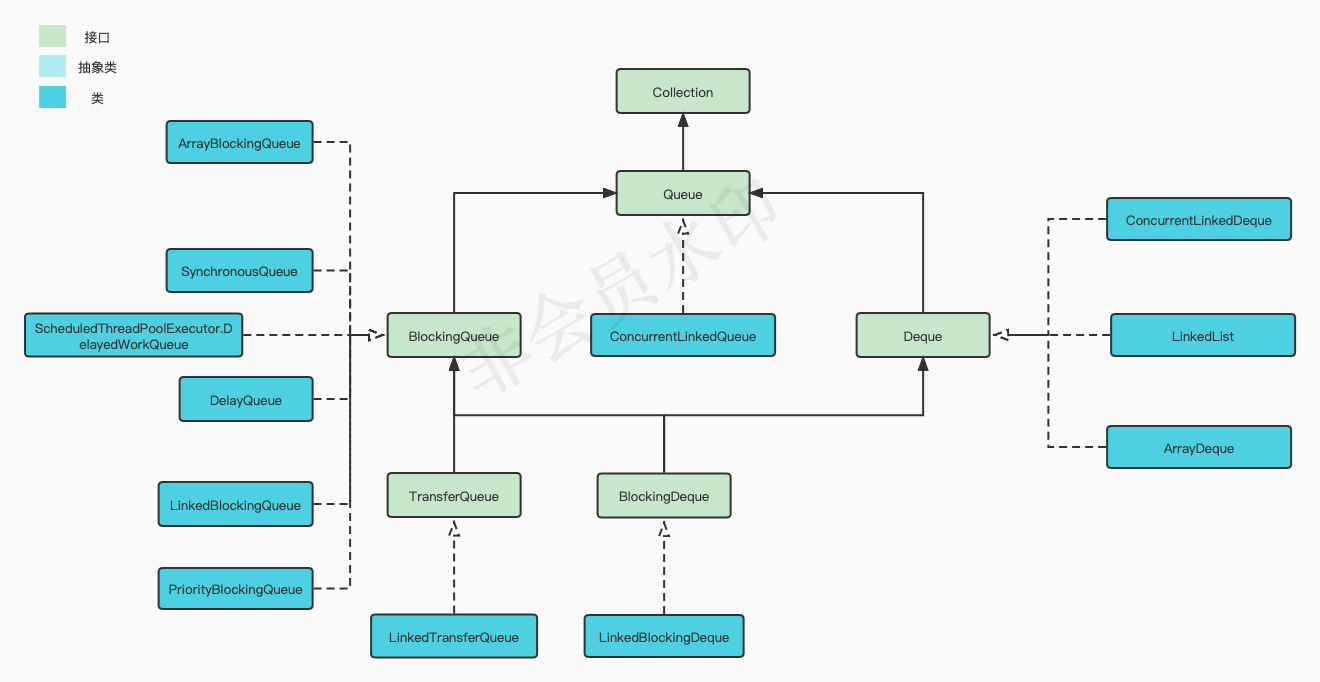 接口
抽象类
类
Collection
ArrayBlockingQueue
Queue
ConcurrentLinkedDeque
SynchronousQueue
ScheduledThreadPoolExecutor.D
elayedWorkQueue
BlockingQueue
ConcurrentLinkedQueue
Deque
LinkedList
DelayQueue
ArrayDeque
LinkedBlockingQueue
TransferQueue
BlockingDeque
PriorityBlockingQueue
LinkedTransferQueue
LinkedBlockingDeque
非会员水印